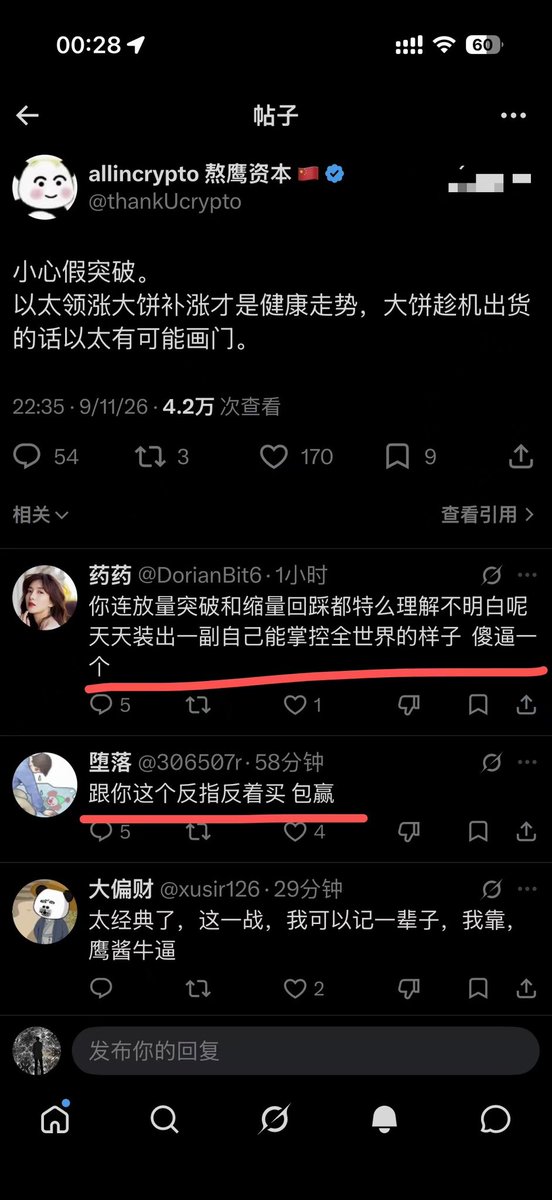 00:28
60
帖子
allincrypto 熬鹰资本 🇨🇳
@thankUcrypto
小心假突破。
以太领涨大饼补涨才是健康走势，大饼趁机出货
的话以太有可能画门。
22:35 · 9/11/26 · 4.2万 次查看
54 3 170 9
相关
查看引用
药药 @DorianBit6 · 1小时
你连放量突破和缩量回踩都特么理解不明白呢
天天装出一副自己能掌控全世界的样子 傻逼一
个
5 1
堕落 @306507r · 58分钟
跟你这个反指反着买 包赢
5 4
大偏财 @xusir126 · 29分钟
太经典了，这一战，我可以记一辈子，我靠，
鹰酱牛逼
2
发布你的回复